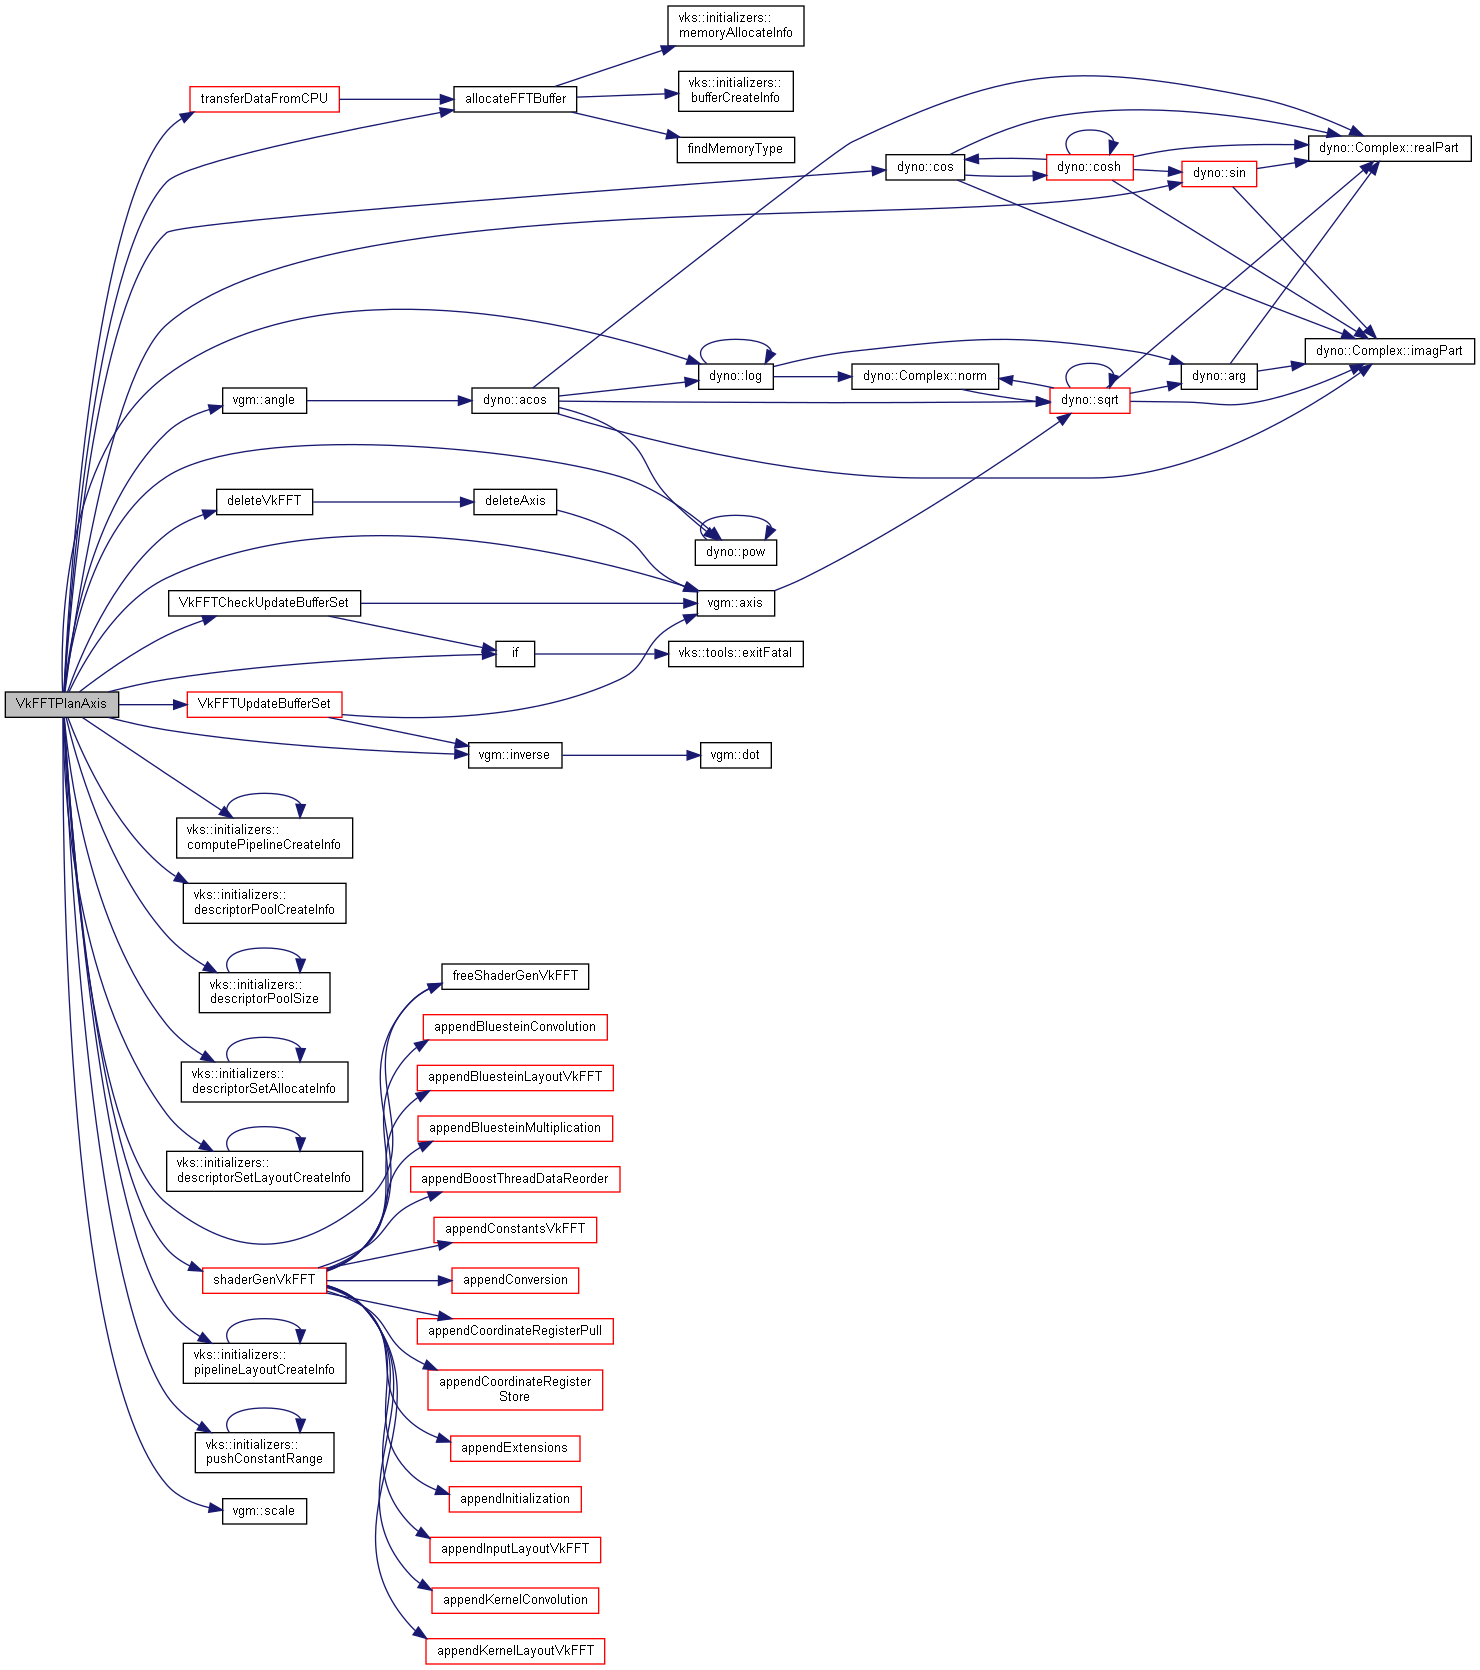 vks::initializers::
memoryAllocateInfo
vks::initializers::
bufferCreateInfo
transferDataFromCPU
allocateFFTBuffer
findMemoryType
dyno::Complex::realPart
dyno::cos
dyno::cosh
dyno::sin
dyno::Complex::imagPart
dyno::log
dyno::Complex::norm
dyno::arg
vgm::angle
dyno::acos
dyno::sqrt
deleteVkFFT
deleteAxis
dyno::pow
VkFFTCheckUpdateBufferSet
vgm::axis
if
vks::tools::exitFatal
VkFFTPlanAxis
VkFFTUpdateBufferSet
vgm::inverse
vgm::dot
vks::initializers::
computePipelineCreateInfo
vks::initializers::
descriptorPoolCreateInfo
vks::initializers::
descriptorPoolSize
freeShaderGenVkFFT
appendBluesteinConvolution
vks::initializers::
descriptorSetAllocateInfo
appendBluesteinLayoutVkFFT
appendBluesteinMultiplication
vks::initializers::
descriptorSetLayoutCreateInfo
appendBoostThreadDataReorder
appendConstantsVkFFT
shaderGenVkFFT
appendConversion
appendCoordinateRegisterPull
vks::initializers::
pipelineLayoutCreateInfo
appendCoordinateRegister
Store
vks::initializers::
pushConstantRange
appendExtensions
appendInitialization
vgm::scale
appendInputLayoutVkFFT
appendKernelConvolution
appendKernelLayoutVkFFT